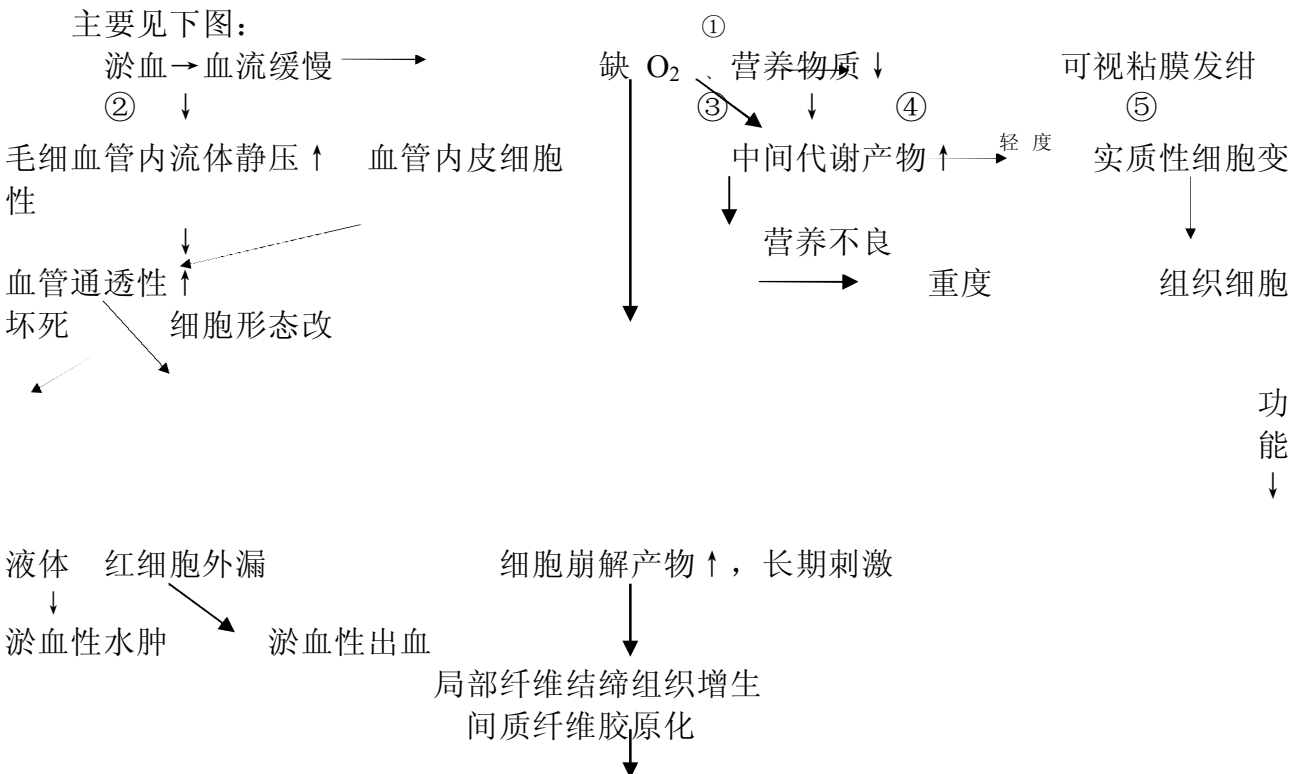 主要见下图：
①
淤血→血流缓慢 缺 O₂ 、营养物质↓ 可视粘膜发绀
② ↓ ③ ↓ ④ ⑤
毛细血管内流体静压↑ 血管内皮细胞 中间代谢产物↑ 轻 度 实质性细胞变
性
↓ 营养不良
血管通透性↑ 重度 组织细胞
坏死 细胞形态改
功
能
↓
液体 红细胞外漏 细胞崩解产物↑，长期刺激
↓
淤血性水肿 淤血性出血
局部纤维结缔组织增生
间质纤维胶原化